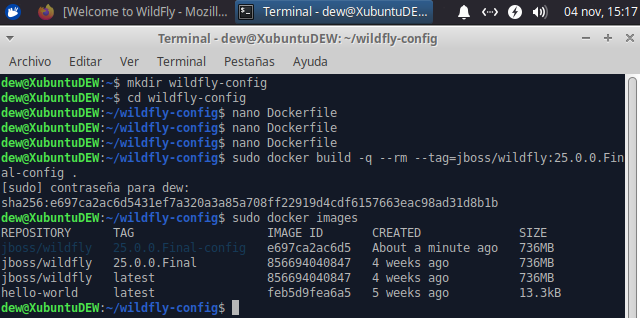 [Welcome to WildFly - Mozill... Terminal - dew@XubuntuDE... 04 nov, 15:17
Terminal - dew@XubuntuDEW: ~/wildfly-config
Archivo Editar Ver Terminal Pestañas Ayuda
dew@XubuntuDEW:~$ mkdir wildfly-config
dew@XubuntuDEW:~$ cd wildfly-config
dew@XubuntuDEW:~/wildfly-config$ nano Dockerfile
dew@XubuntuDEW:~/wildfly-config$ nano Dockerfile
dew@XubuntuDEW:~/wildfly-config$ nano Dockerfile
dew@XubuntuDEW:~/wildfly-config$ sudo docker build -q --rm --tag=jboss/wildfly:25.0.0.Fin
al-config .
[sudo] contraseña para dew:
sha256:e697ca2ac6d5431ef7a320a3a85a708ff22919d4cdf6157663eac98ad31d8b1b
dew@XubuntuDEW:~/wildfly-config$ sudo docker images
REPOSITORY TAG IMAGE ID CREATED SIZE
jboss/wildfly 25.0.0.Final-config e697ca2ac6d5 About a minute ago 736MB
jboss/wildfly 25.0.0.Final 856694040847 4 weeks ago 736MB
jboss/wildfly latest 856694040847 4 weeks ago 736MB
hello-world latest feb5d9fea6a5 5 weeks ago 13.3kB
dew@XubuntuDEW:~/wildfly-config$